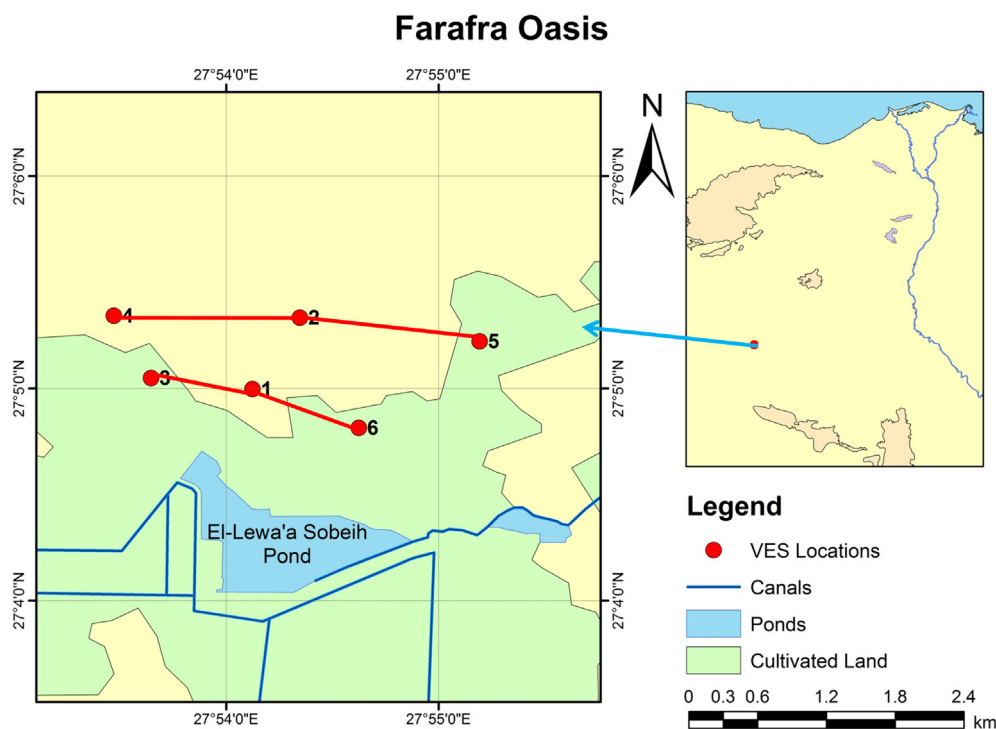 Farafra Oasis
27°54'0"E
27°55'0"E
27°6'0"N
27°5'0"N
27°4'0"N
27°6'0"N
27°5'0"N
27°4'0"N
4
2
5
3
1
6
El-Lewa'a Sobeih
Pond
27°54'0"E
27°55'0"E
N
Legend
VES Locations
Canals
Ponds
Cultivated Land
0 0.3 0.6 1.2 1.8 2.4
km